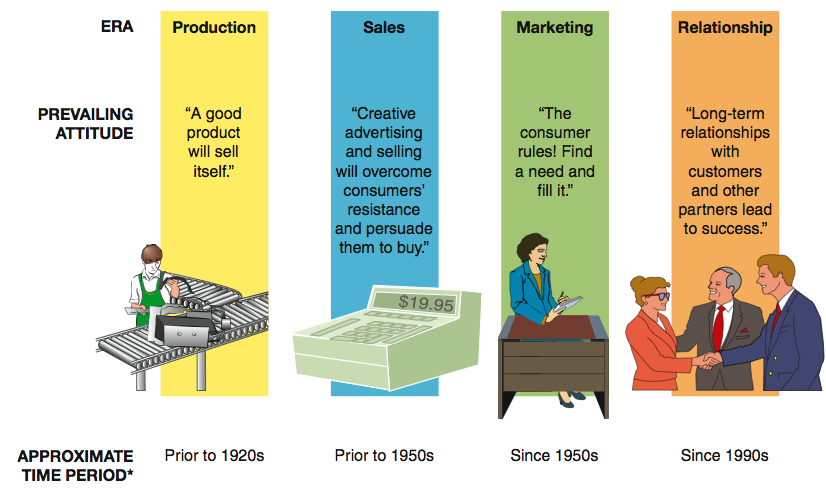 ERA
Production
Sales
Marketing
Relationship
PREVAILING
ATTITUDE
“A good
product
will sell
itself.”
“Creative
advertising
and selling
will overcome
consumers’
resistance
and persuade
them to buy.”
“The
consumer
rules! Find
a need and
fill it.”
“Long-term
relationships
with
customers
and other
partners lead
to success.”
$19.95
APPROXIMATE
TIME PERIOD*
Prior to 1920s
Prior to 1950s
Since 1950s
Since 1990s